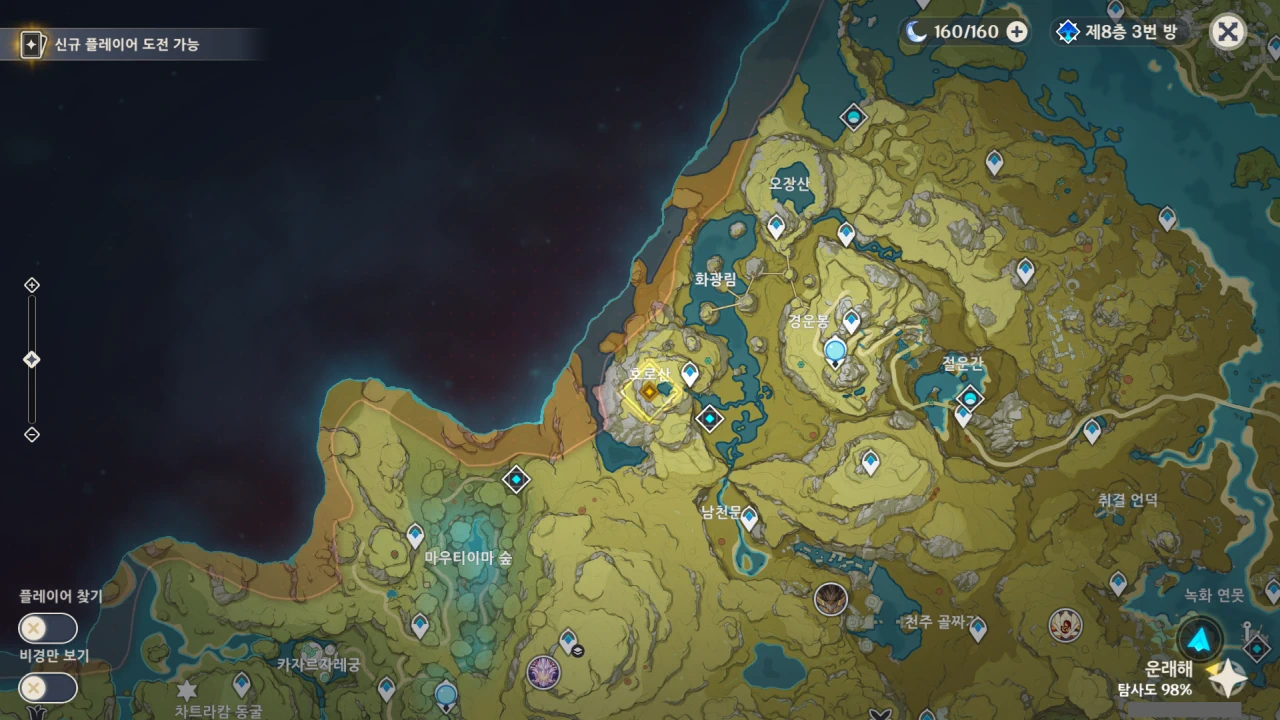 신규 플레이어 도전 가능
160/160
제8층 3번 방
오장산
화광림
경운봉
절운간
호로산
취결 언덕
남천문
마우티이마 숲
플레이어 찾기
녹화 연못
천주 골짜기
비경만 보기
카자르자레궁
운래해
탐사도 98%
차트라캄 동굴